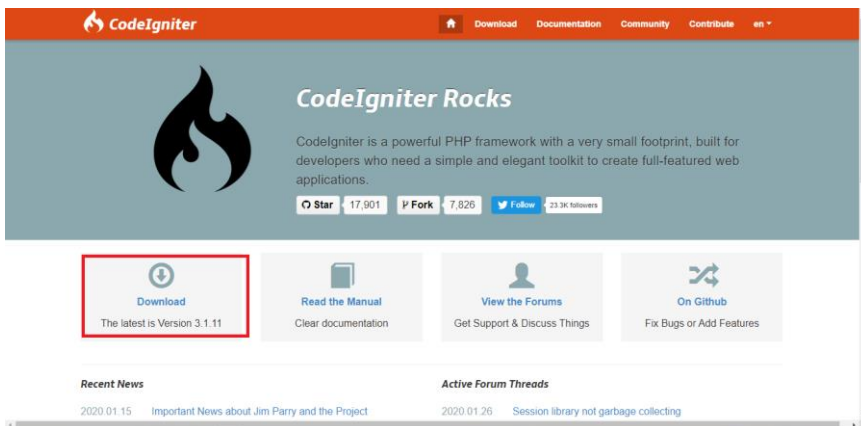 CodeIgniter
Download Documentation Community Contribute en
CodeIgniter Rocks
CodeIgniter is a powerful PHP framework with a very small footprint, built for
developers who need a simple and elegant toolkit to create full-featured web
applications.
Star 17,901 Fork 7,826 Follow 23.3K followers
Download
The latest is Version 3.1.11
Read the Manual
Clear documentation
View the Forums
Get Support & Discuss Things
On Github
Fix Bugs or Add Features
Recent News
2020.01.15 Important News about Jim Parry and the Project
Active Forum Threads
2020.01.26 Session library not garbage collecting